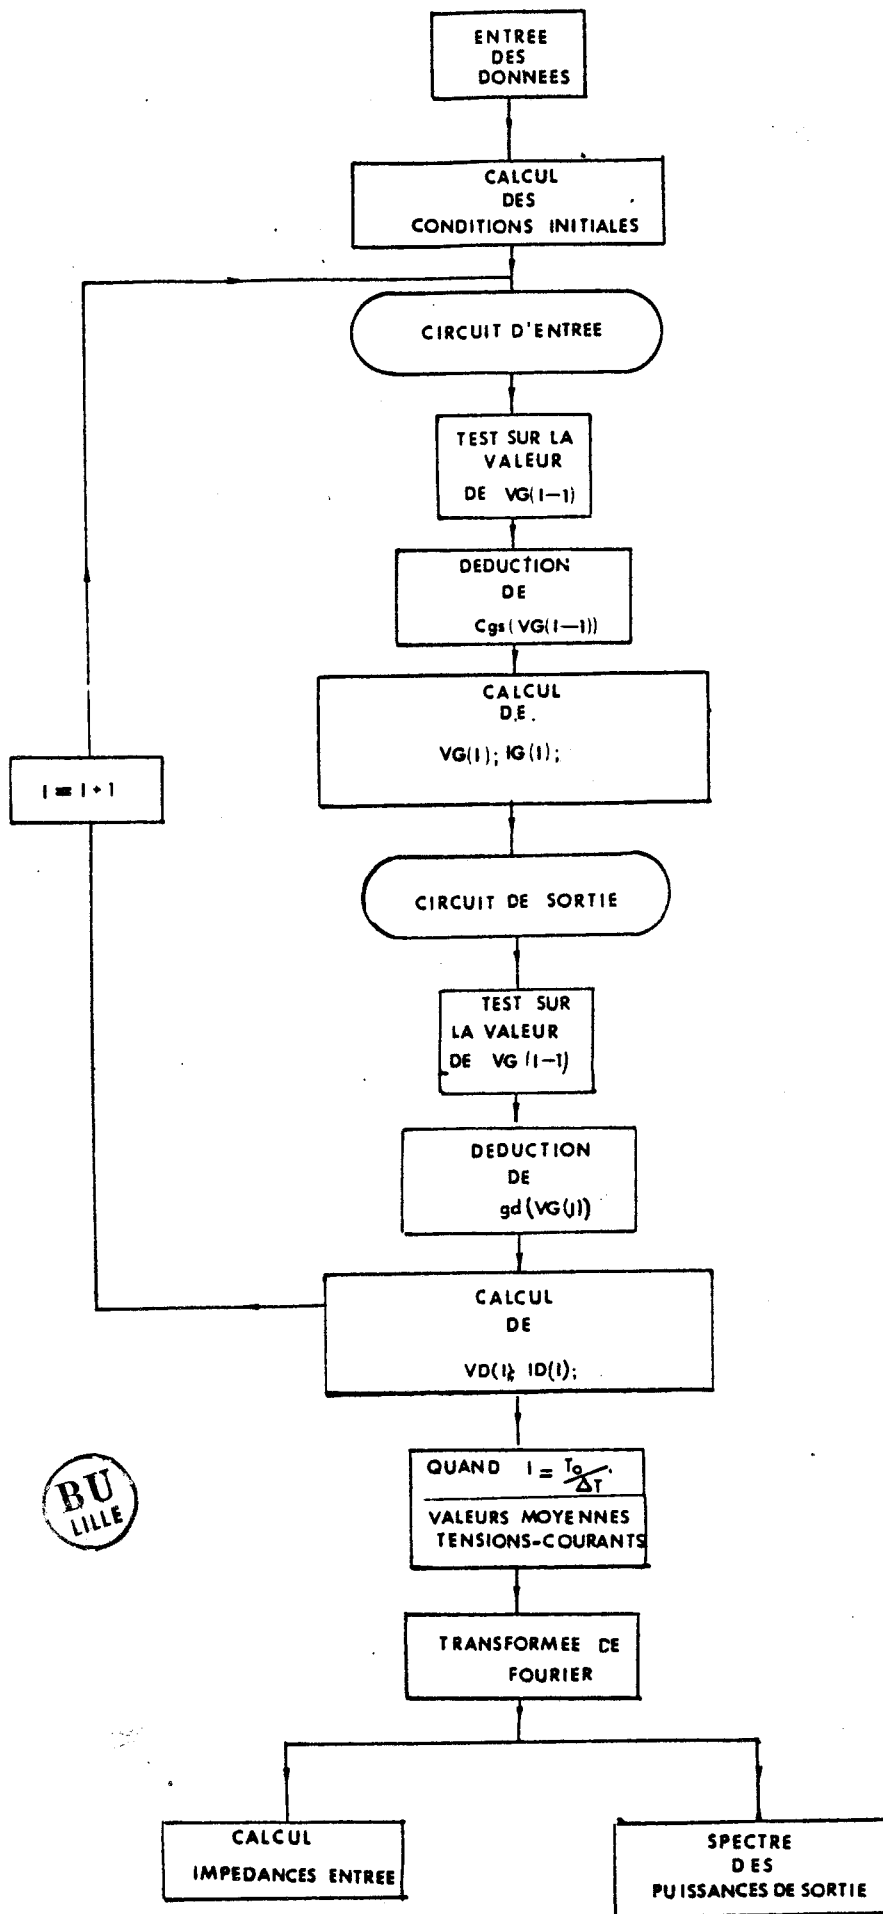 ENTREE
DES
DONNEES
CALCUL
DES
CONDITIONS INITIALES
CIRCUIT D'ENTREE
TEST SUR LA
VALEUR
DE VG(I-1)
DEDUCTION
DE
Cgs(VG(I-1))
CALCUL
D.E.
VG(I); IG(I);
I = I + 1
CIRCUIT DE SORTIE
TEST SUR
LA VALEUR
DE VG (I-1)
DEDUCTION
DE
gd(VG(J))
CALCUL
DE
VD(I); ID(I);
QUAND I = To/ΔT
VALEURS MOYENNES
TENSIONS-COURANTS
BU
LILLE
TRANSFORMEE DE
FOURIER
CALCUL
IMPEDANCES ENTREE
SPECTRE
DES
PUISSANCES DE SORTIE